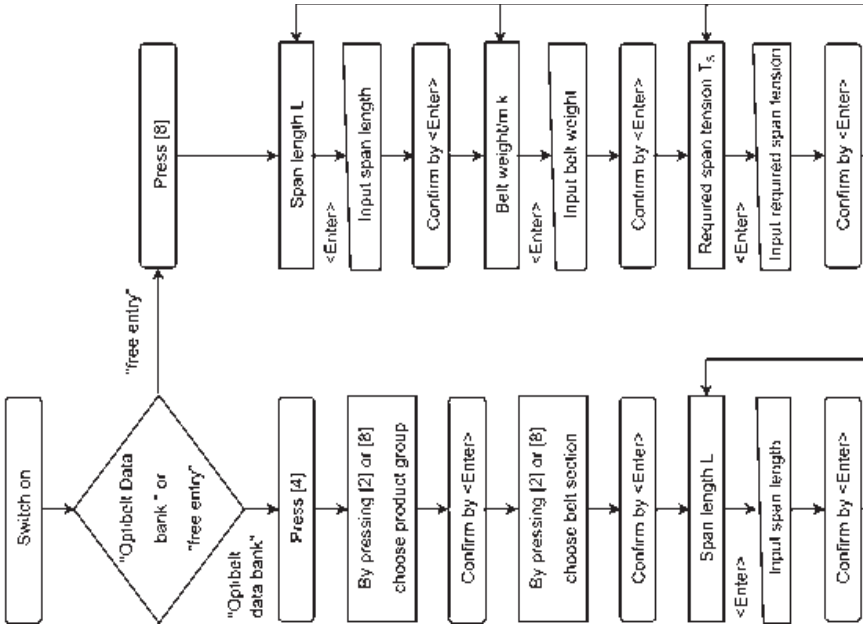 Switch on
"Optibelt Data
bank " or
"free entry"
"free entry"
"Optibelt
data bank"
Press [4]
By pressing [2] or [8]
choose product group
Confirm by <Enter>
By pressing [2] or [8]
choose belt section
Confirm by <Enter>
Span length L
<Enter>
Input span length
Confirm by <Enter>
Press [8]
Span length L
<Enter>
Input span length
Confirm by <Enter>
Belt weight/m k
<Enter>
Input belt weight
Confirm by <Enter>
Required span tension Ts
<Enter>
Input required span tension
Confirm by <Enter>